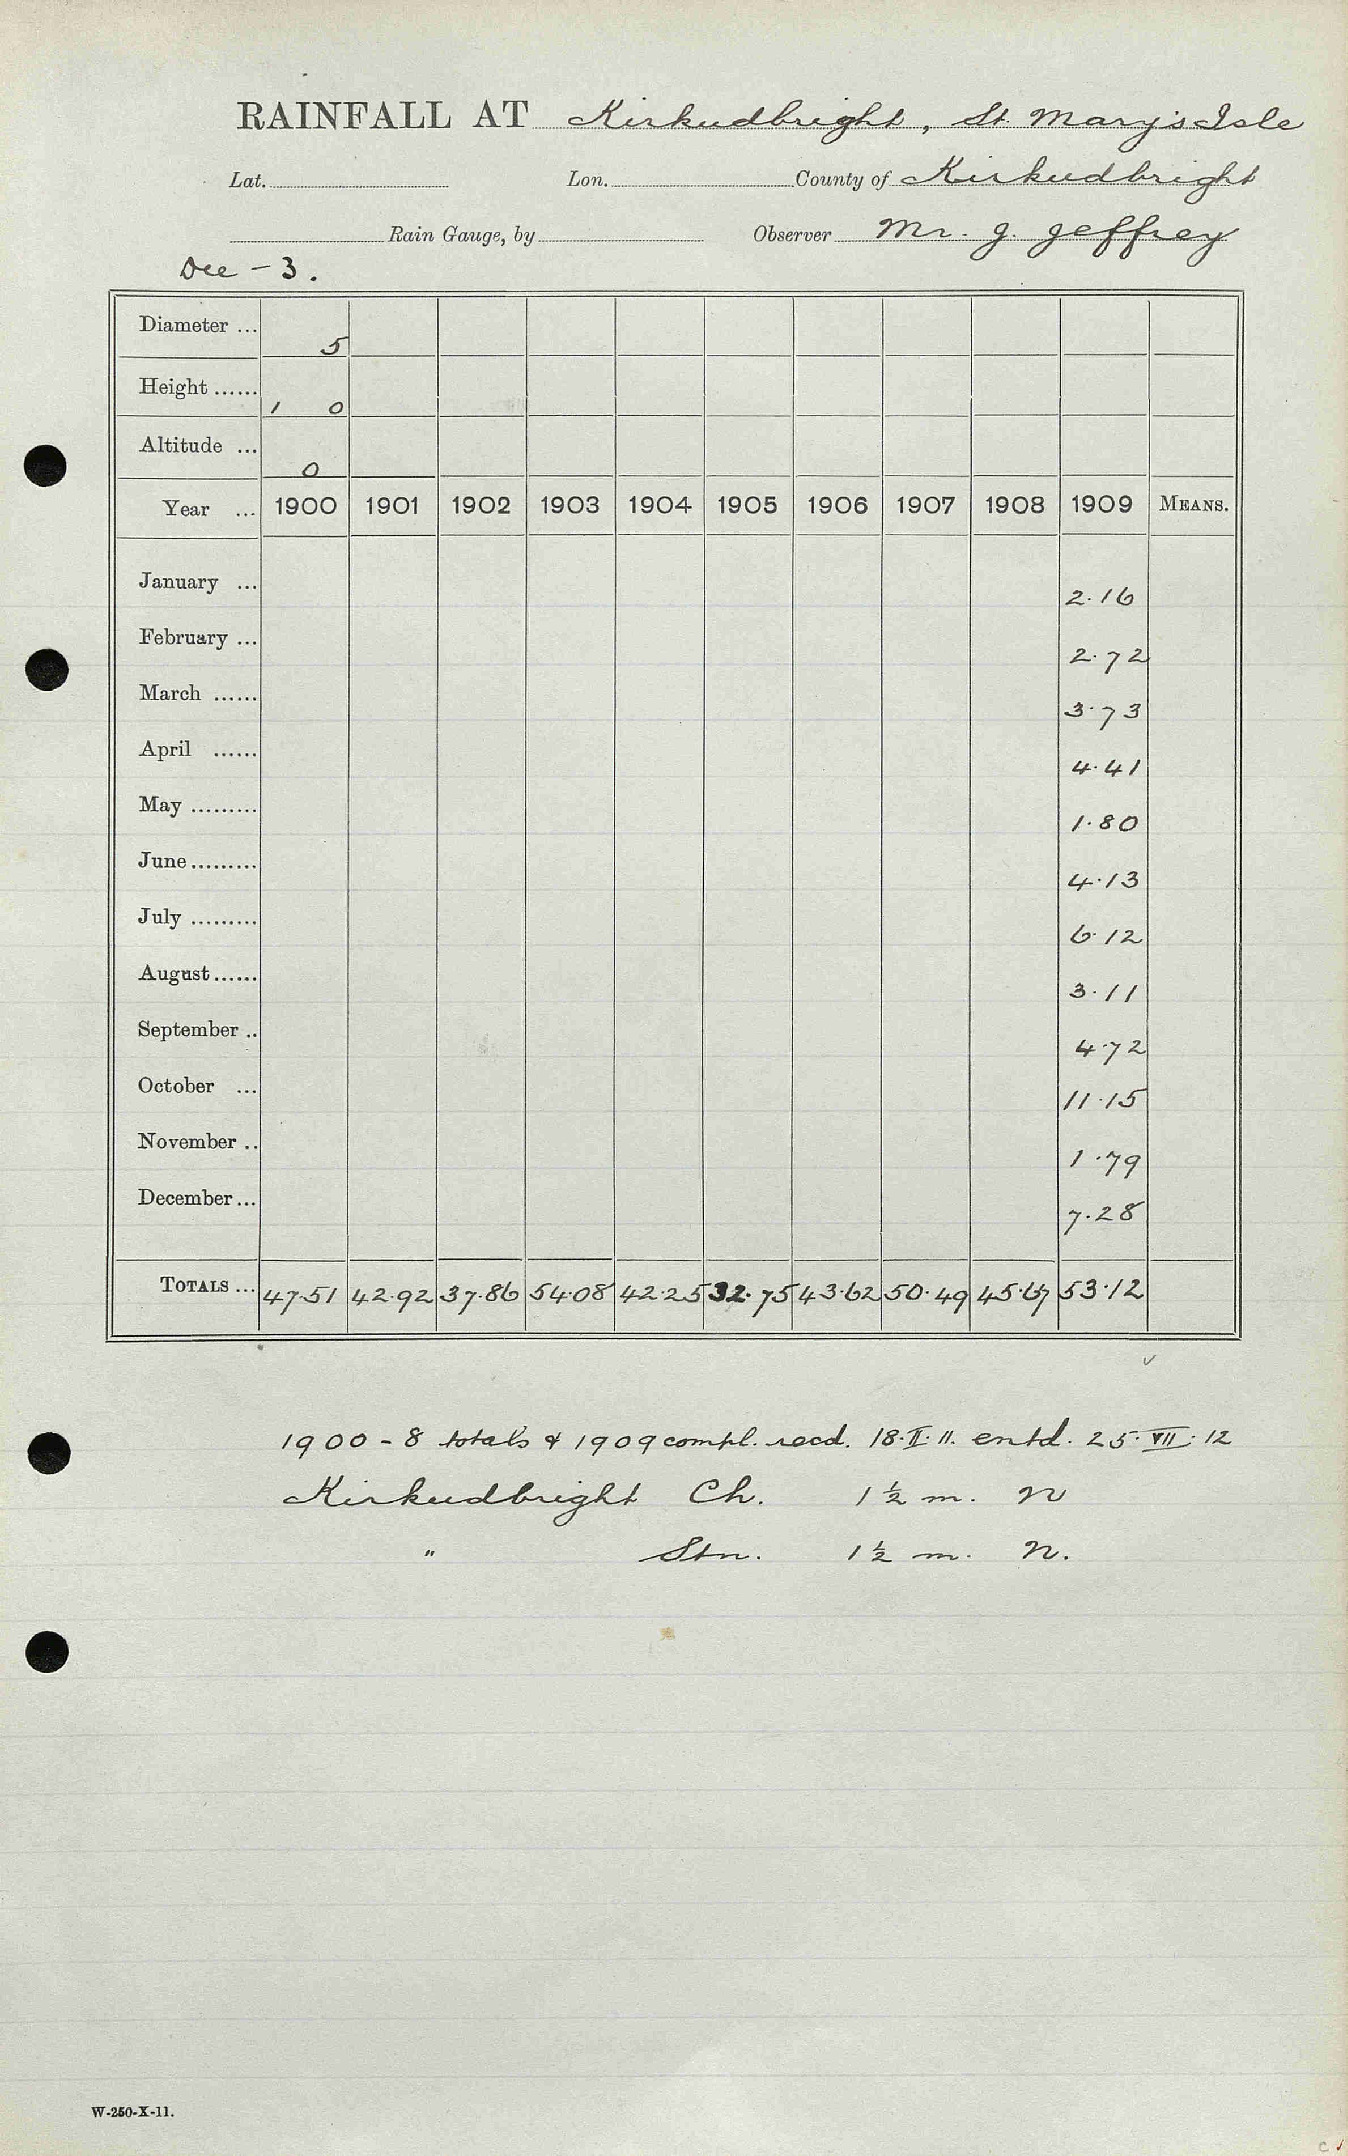 RAINFALL AT Kirkudbright, St. Mary's Isle
Lat. Lon. County of Kirkudbright
Rain Gauge, by Observer Mr. G. Jeffrey
Dee - 3.
Diameter ... 5
Height ...... 1 0
Altitude ... 0
Year ... 1900 1901 1902 1903 1904 1905 1906 1907 1908 1909 MEANS.
January ... 2.16
February ... 2.72
March ...... 3.73
April ...... 4.41
May ......... 1.80
June ......... 4.13
July ......... 6.12
August ...... 3.11
September .. 4.72
October ... 11.15
November .. 1.79
December ... 7.28
TOTALS ... 47.51 42.92 37.86 54.08 42.25 32.75 43.62 50.49 45.67 53.12
1900-8 totals & 1909 compl. recd. 18.II.11. entd. 25.VII.12
Kirkudbright Ch. 1½ m. N
" Stn. 1½ m. N.
W-250-X-11.